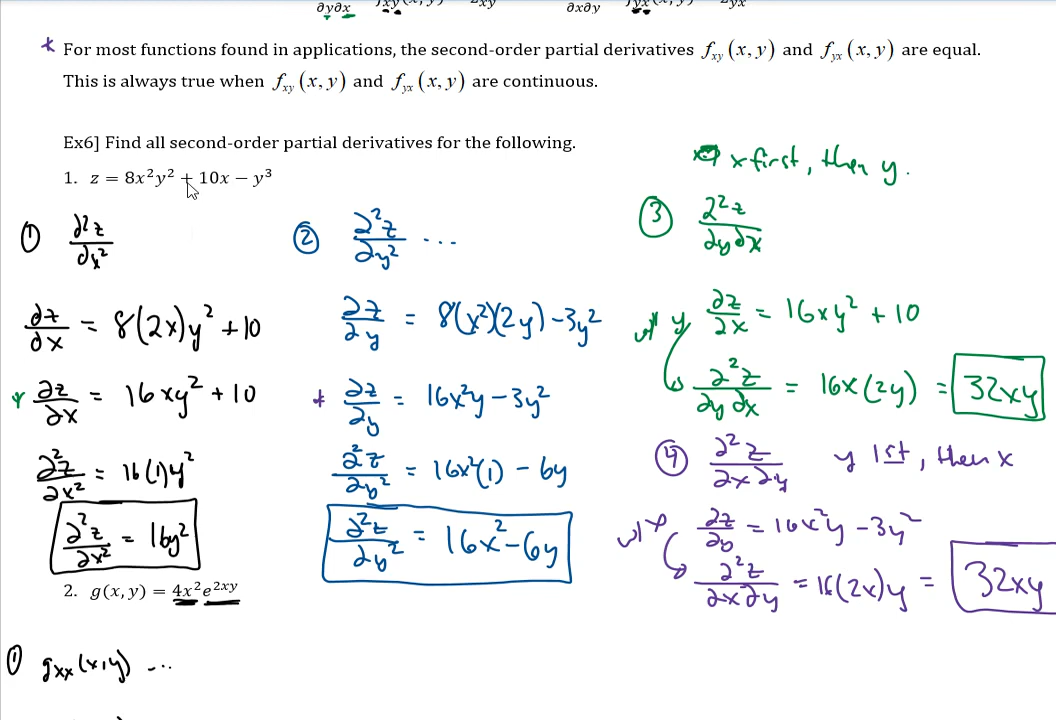 ∂y∂x ∂x∂y
* For most functions found in applications, the second-order partial derivatives f_xy (x, y) and f_yx (x, y) are equal.
This is always true when f_xy (x, y) and f_yx (x, y) are continuous.
Ex6] Find all second-order partial derivatives for the following.
x first, then y.
1. z = 8x²y² + 10x − y³
① ∂²z/∂x²
∂z/∂x = 8(2x)y² + 10
* ∂z/∂x = 16xy² + 10
∂²z/∂x² = 16(1)y²
∂²z/∂x² = 16y²
② ∂²z/∂y² ...
∂z/∂y = 8(x²)(2y) − 3y²
* ∂z/∂y = 16x²y − 3y²
∂²z/∂y² = 16x²(1) − 6y
∂²z/∂y² = 16x² − 6y
③ ∂²z/∂y∂x
∂z/∂x = 16xy² + 10
w/ y
∂²z/∂y∂x = 16x(2y) = 32xy
④ ∂²z/∂x∂y y 1st, then x
∂z/∂y = 16x²y − 3y²
∂²z/∂x∂y = 16(2x)y = 32xy
2. g(x, y) = 4x²e^2xy
① g_xx (x,y) ...